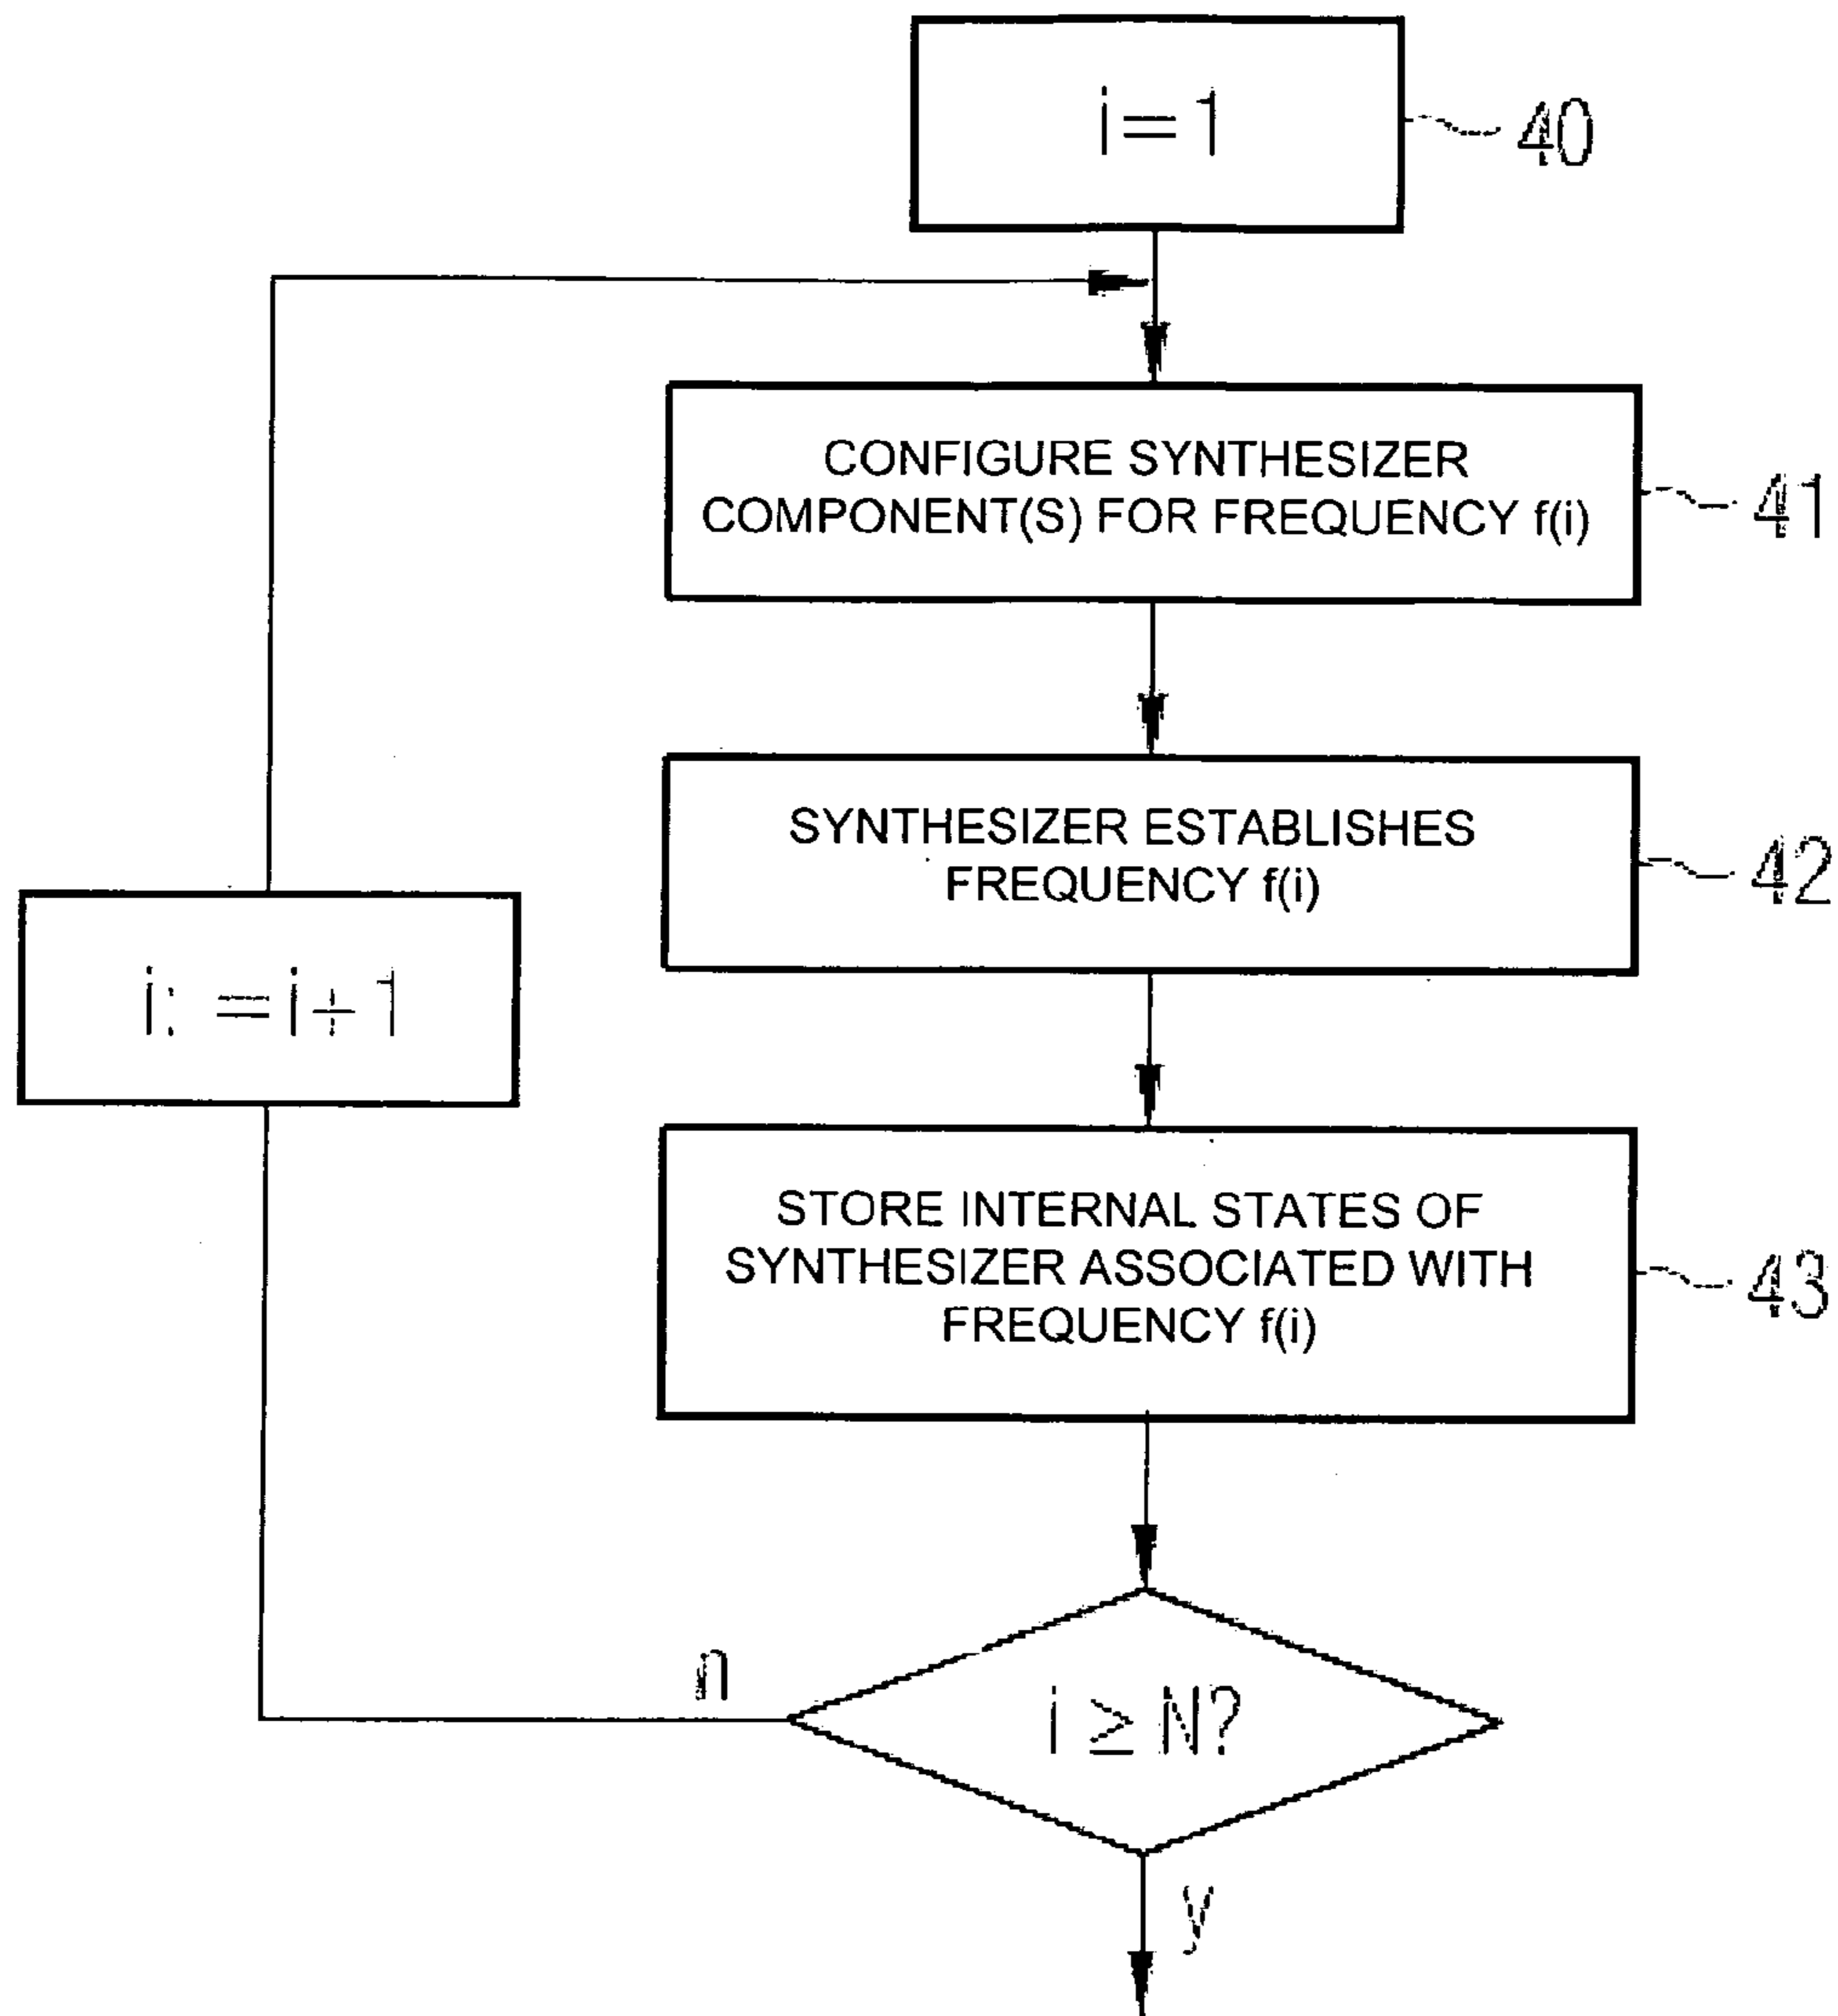 i=1
40
CONFIGURE SYNTHESIZER
COMPONENT(S) FOR FREQUENCY f(i)
41
SYNTHESIZER ESTABLISHES
FREQUENCY f(i)
42
i: =i+1
STORE INTERNAL STATES OF
SYNTHESIZER ASSOCIATED WITH
FREQUENCY f(i)
43
n
i ≥ N?
y